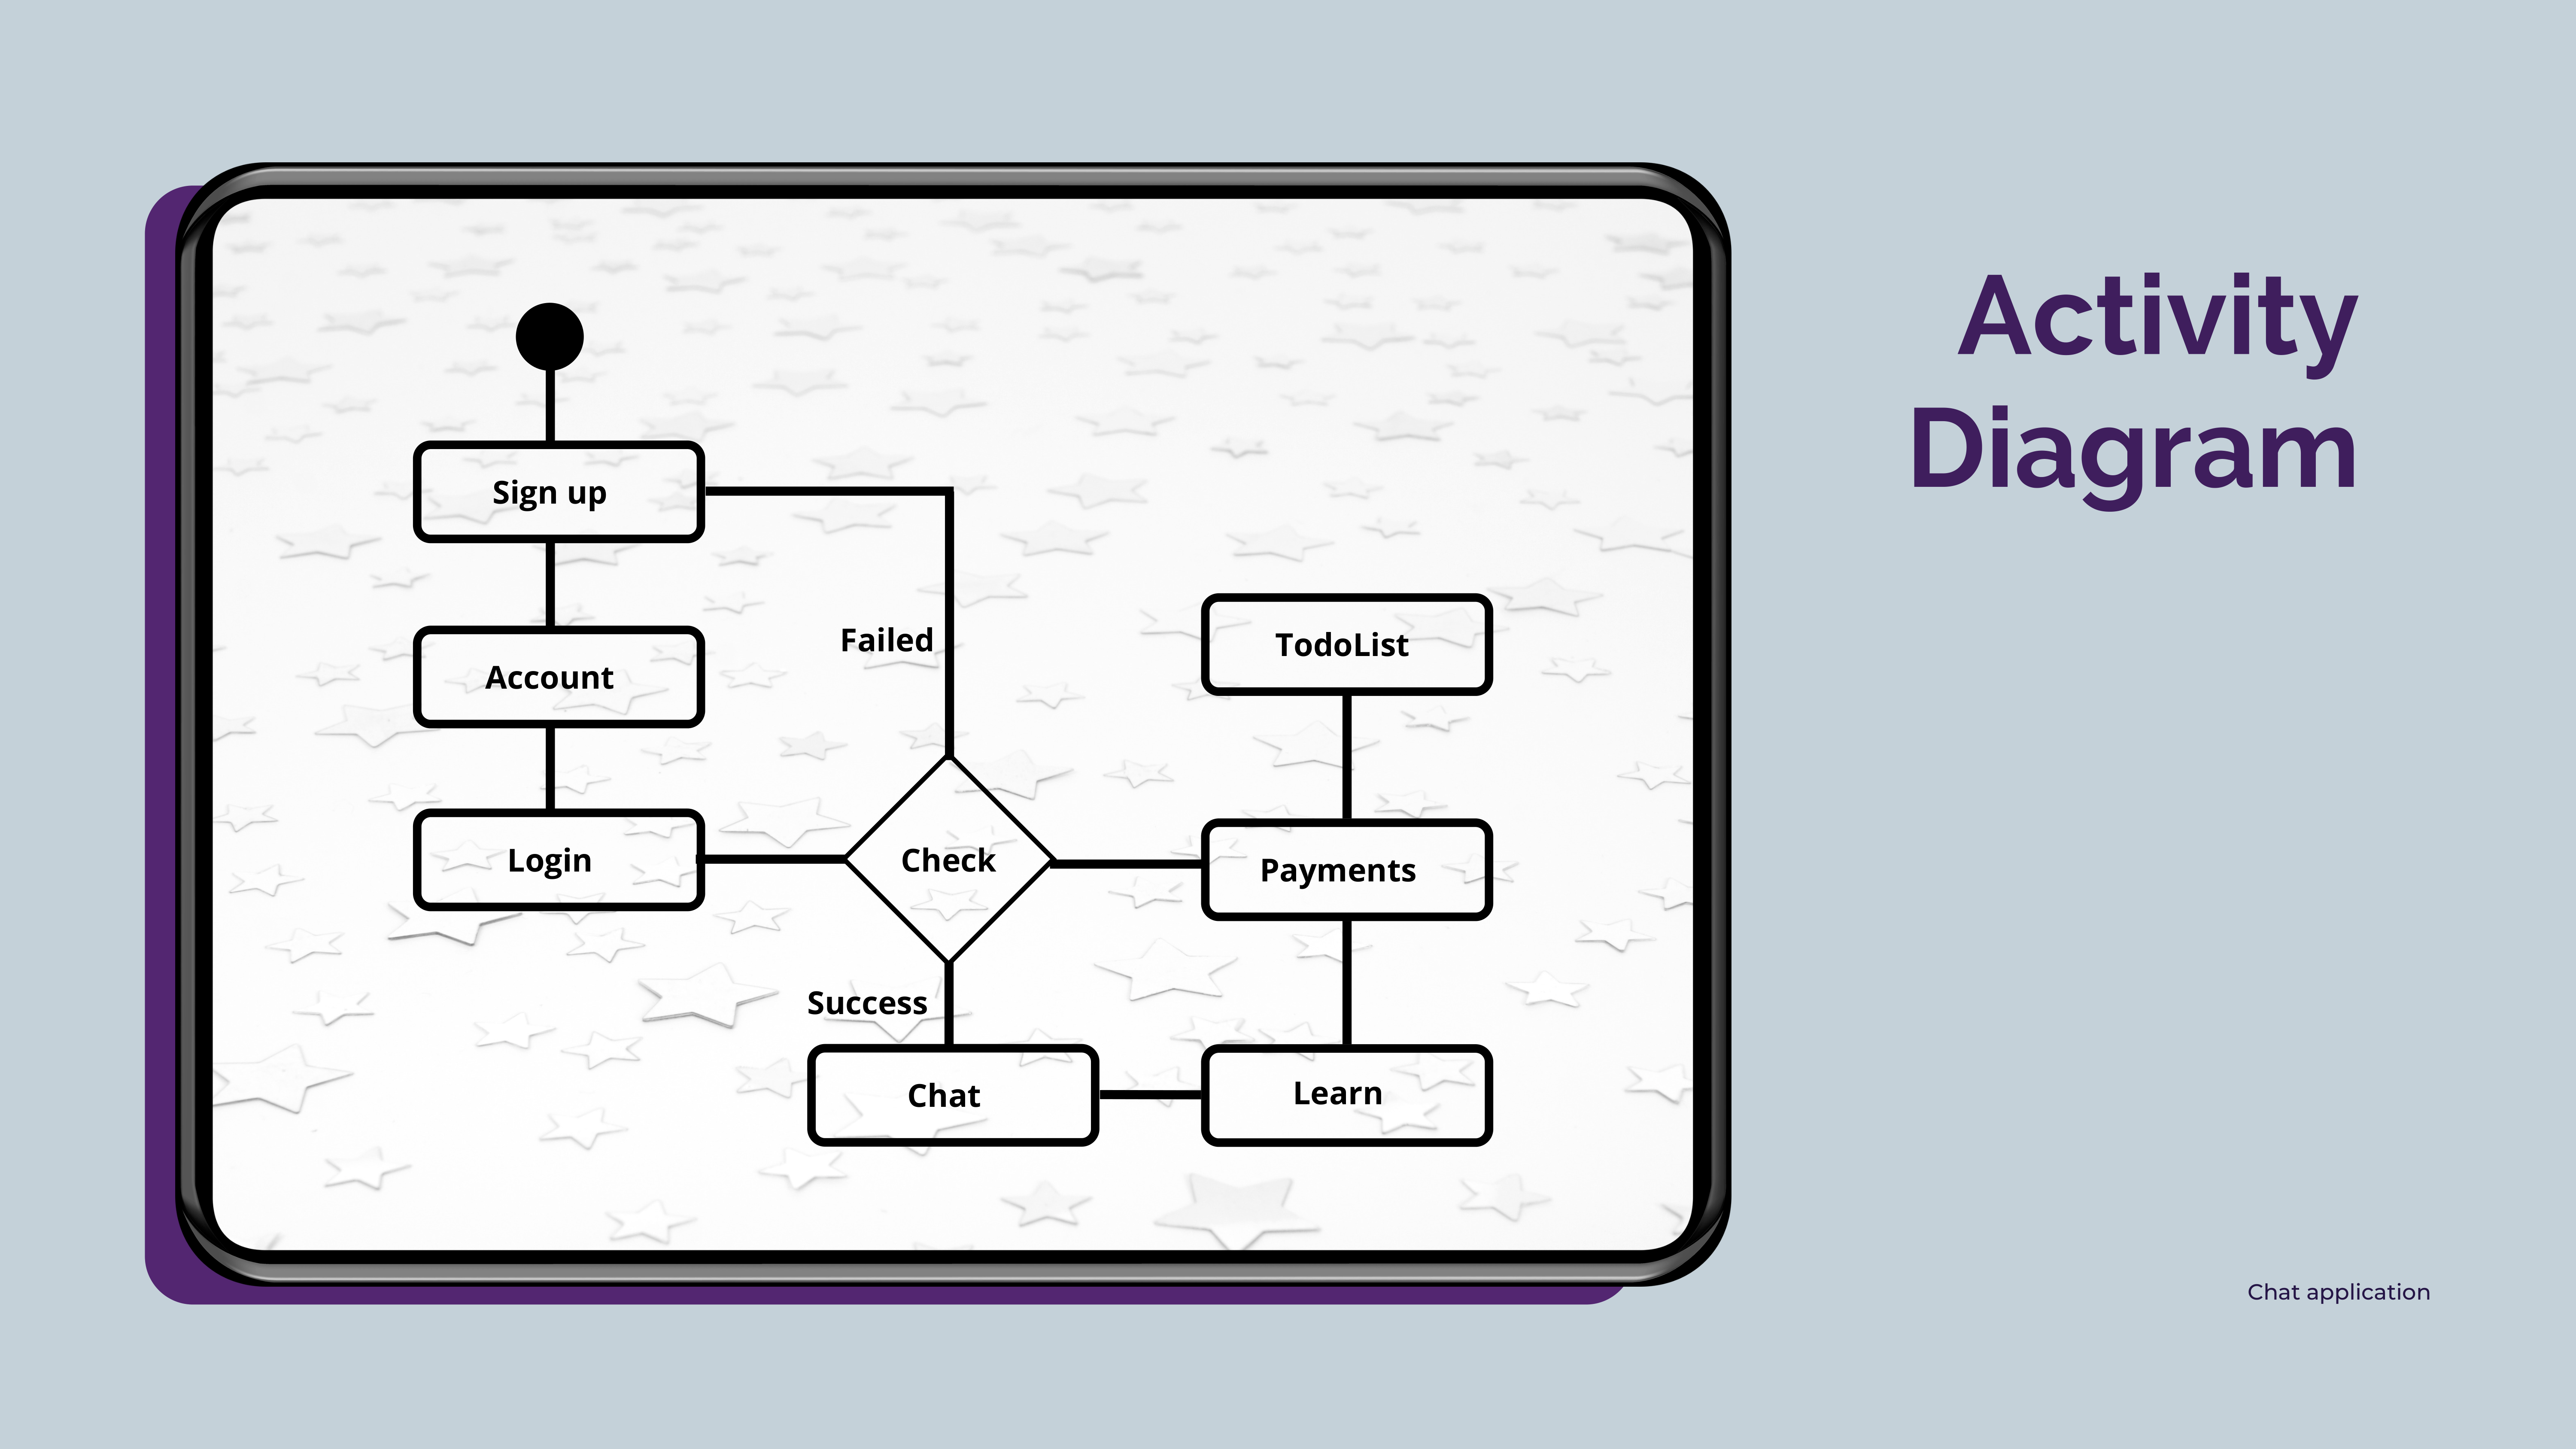 Activity
Diagram
Sign up
Failed
TodoList
Account
Login
Check
Payments
Success
Chat
Learn
Chat application